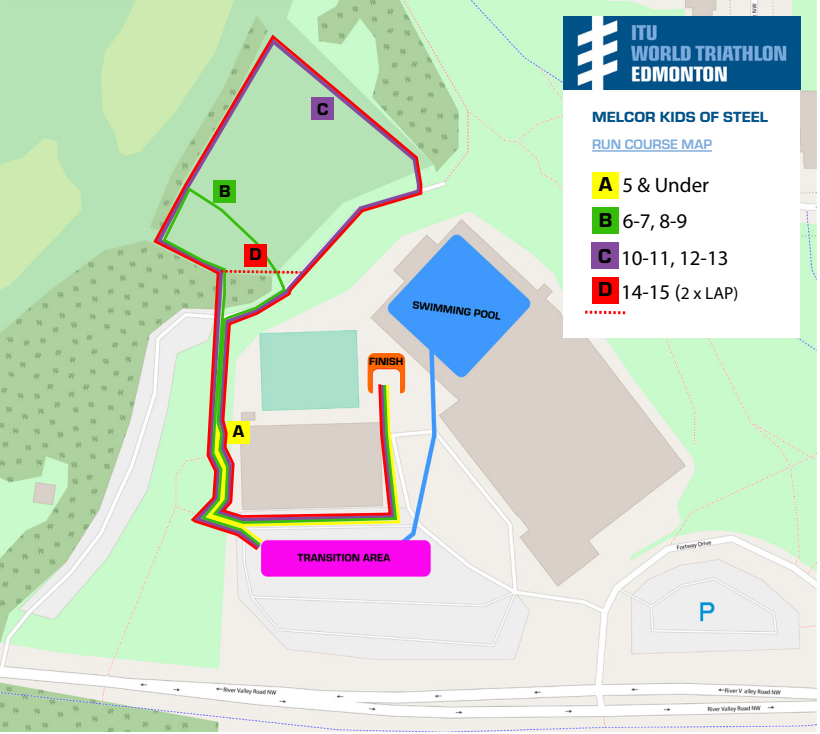 NW
ITU
WORLD TRIATHLON
EDMONTON
MELCOR KIDS OF STEEL
RUN COURSE MAP
A 5 & Under
B 6-7, 8-9
C 10-11, 12-13
D 14-15 (2 x LAP)
C
B
D
SWIMMING POOL
FINISH
A
TRANSITION AREA
Fortway Drive
P
River Valley Road NW
River V alley Road NW
River Valley Road NW